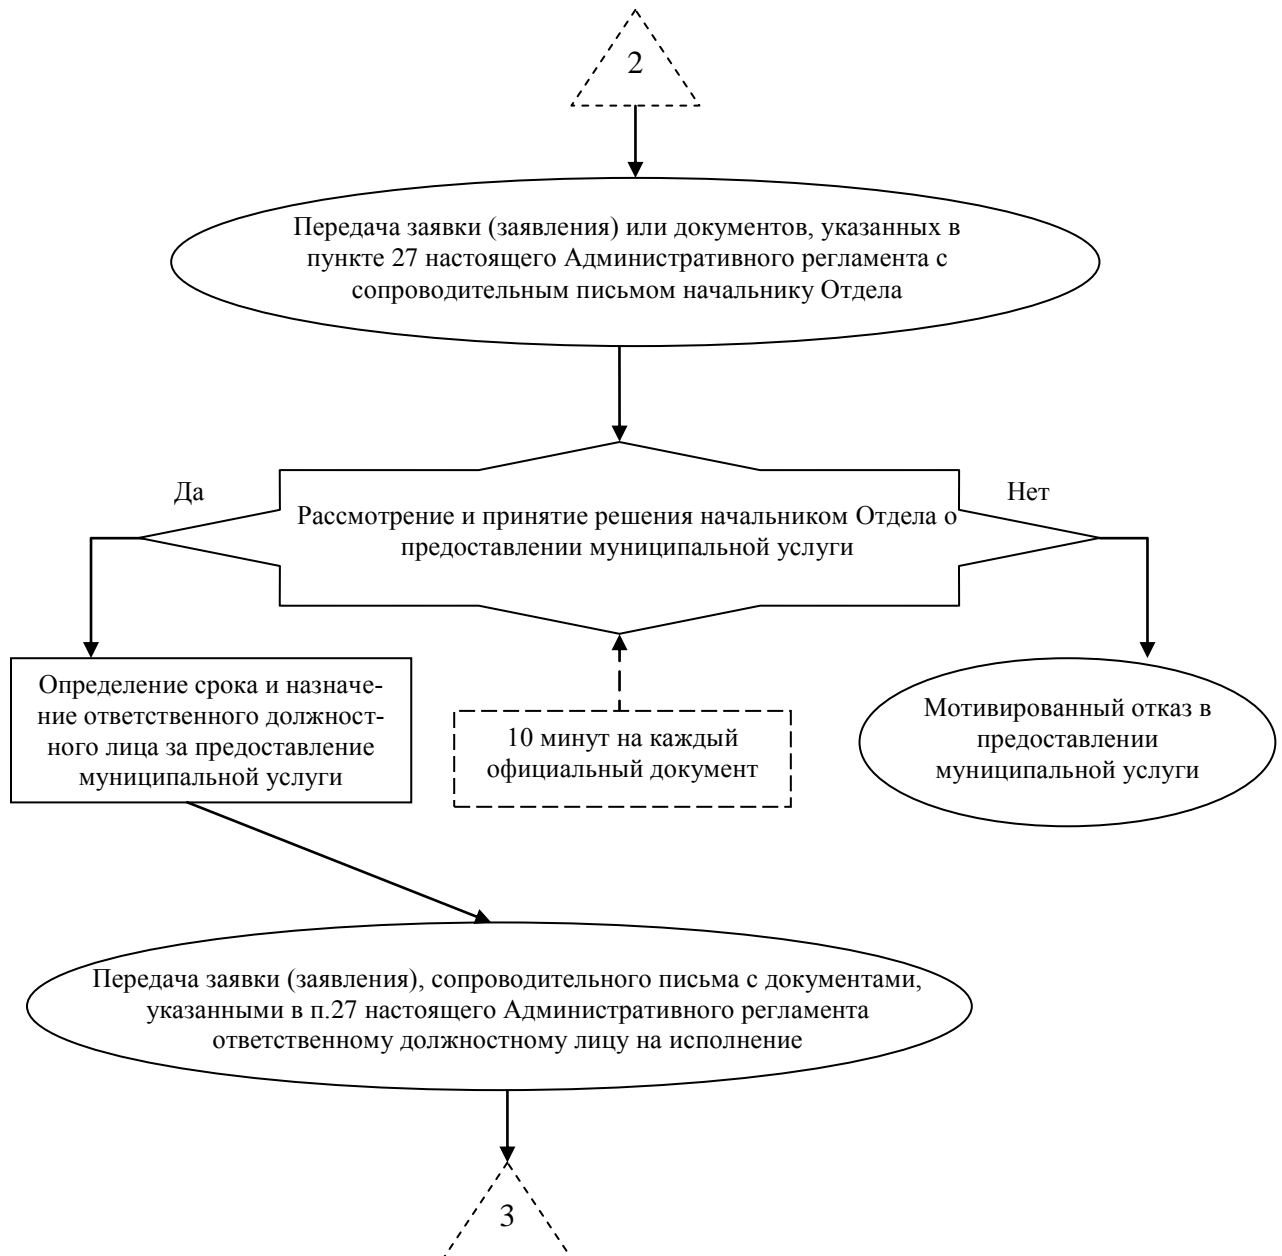 2
Передача заявки (заявления) или документов, указанных в
пункте 27 настоящего Административного регламента с
сопроводительным письмом начальнику Отдела
Да
Нет
Рассмотрение и принятие решения начальником Отдела о
предоставлении муниципальной услуги
Определение срока и назначе-
ние ответственного должност-
ного лица за предоставление
муниципальной услуги
10 минут на каждый
официальный документ
Мотивированный отказ в
предоставлении
муниципальной услуги
Передача заявки (заявления), сопроводительного письма с документами,
указанными в п.27 настоящего Административного регламента
ответственному должностному лицу на исполнение
3